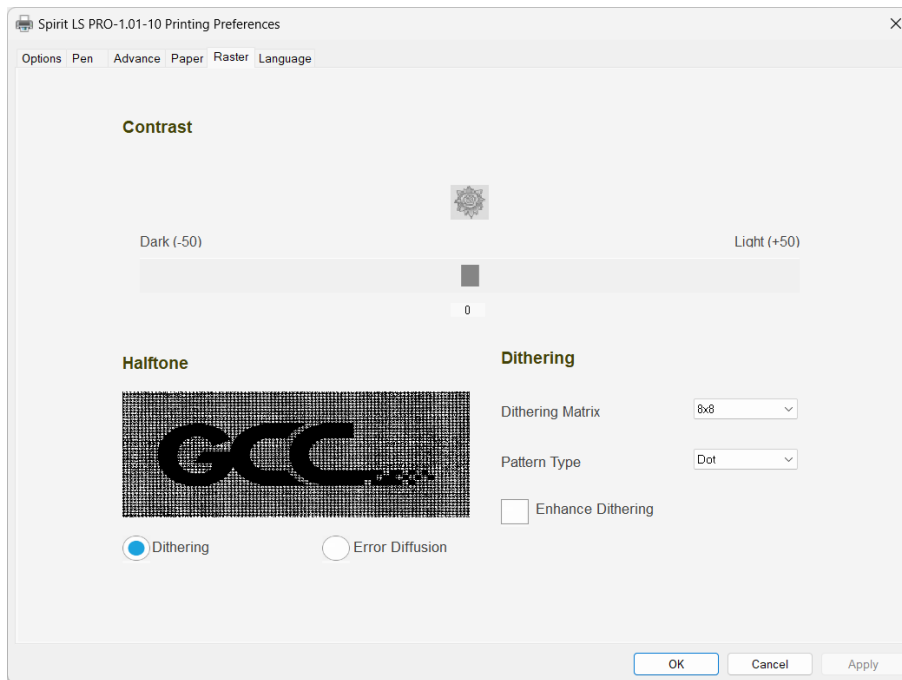 Spirit LS PRO-1.01-10 Printing Preferences
Options Pen Advance Paper Raster Language
Contrast
Dark (-50) Light (+50)
0
Halftone
Dithering
GCC
Dithering Matrix 8x8
Pattern Type Dot
Enhance Dithering
Dithering Error Diffusion
OK Cancel Apply